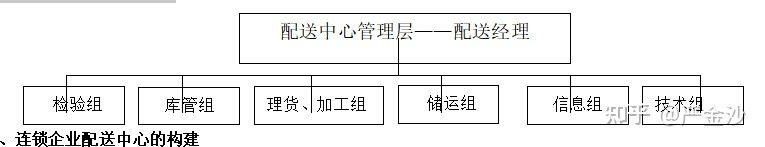 配送中心管理层——配送经理
检验组 库管组 理货、加工组 储运组 信息组 技术组
知乎 @严金沙
、连锁企业配送中心的构建